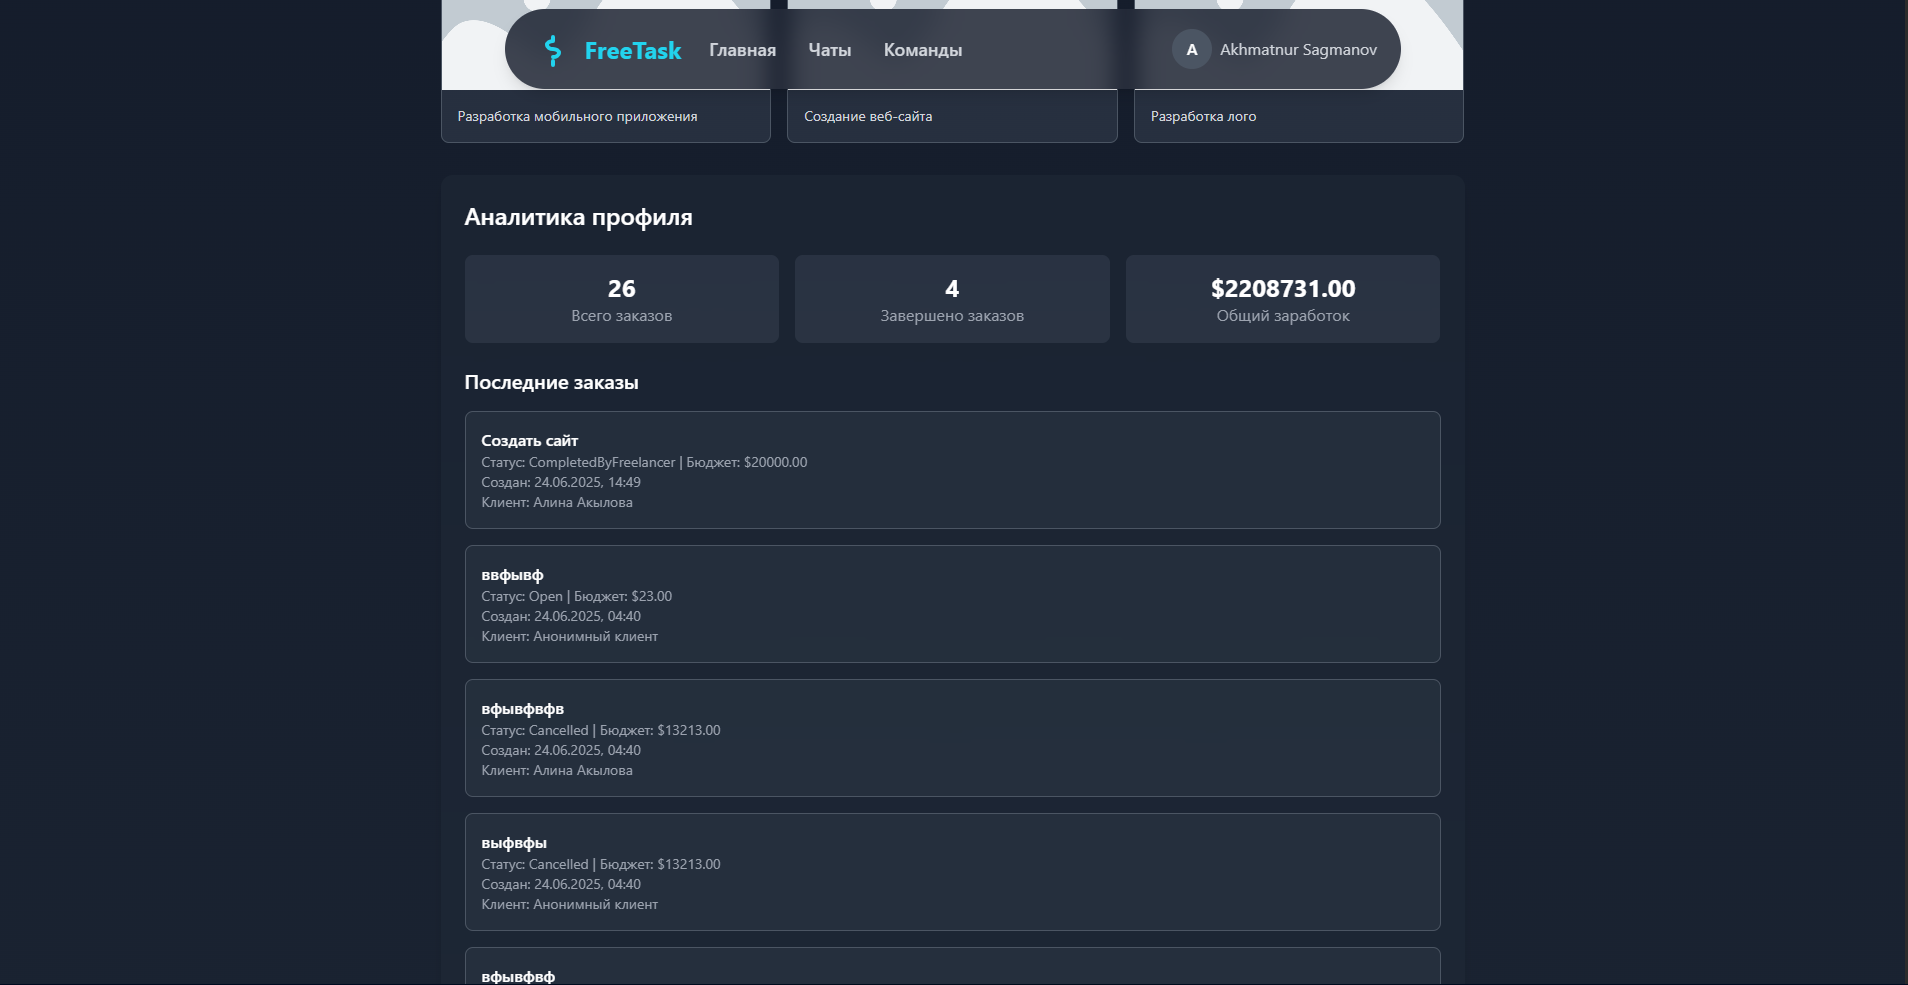 FreeTask Главная Чаты Команды A Akhmatnur Sagmanov
Разработка мобильного приложения
Создание веб-сайта
Разработка лого
Аналитика профиля
26
Всего заказов
4
Завершено заказов
$2208731.00
Общий заработок
Последние заказы
Создать сайт
Статус: CompletedByFreelancer | Бюджет: $20000.00
Создан: 24.06.2025, 14:49
Клиент: Алина Акылова
ввфывф
Статус: Open | Бюджет: $23.00
Создан: 24.06.2025, 04:40
Клиент: Анонимный клиент
вфывфвфв
Статус: Cancelled | Бюджет: $13213.00
Создан: 24.06.2025, 04:40
Клиент: Алина Акылова
выфвфы
Статус: Cancelled | Бюджет: $13213.00
Создан: 24.06.2025, 04:40
Клиент: Анонимный клиент
вфывфвф